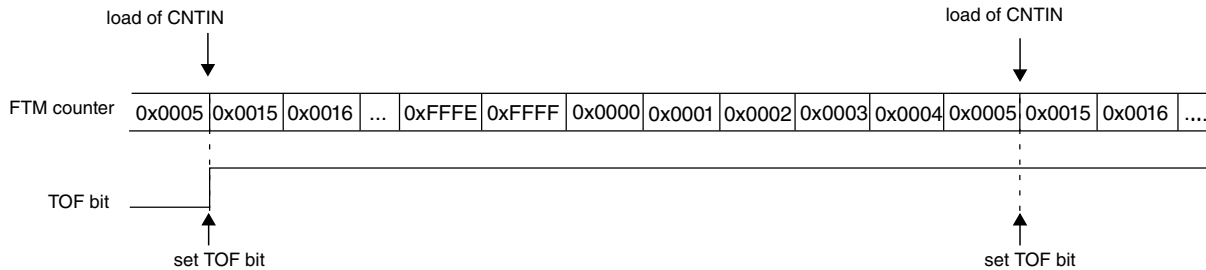 load of CNTIN
load of CNTIN
FTM counter 0x0005 0x0015 0x0016 ... 0xFFFE 0xFFFF 0x0000 0x0001 0x0002 0x0003 0x0004 0x0005 0x0015 0x0016 ....
TOF bit
set TOF bit
set TOF bit